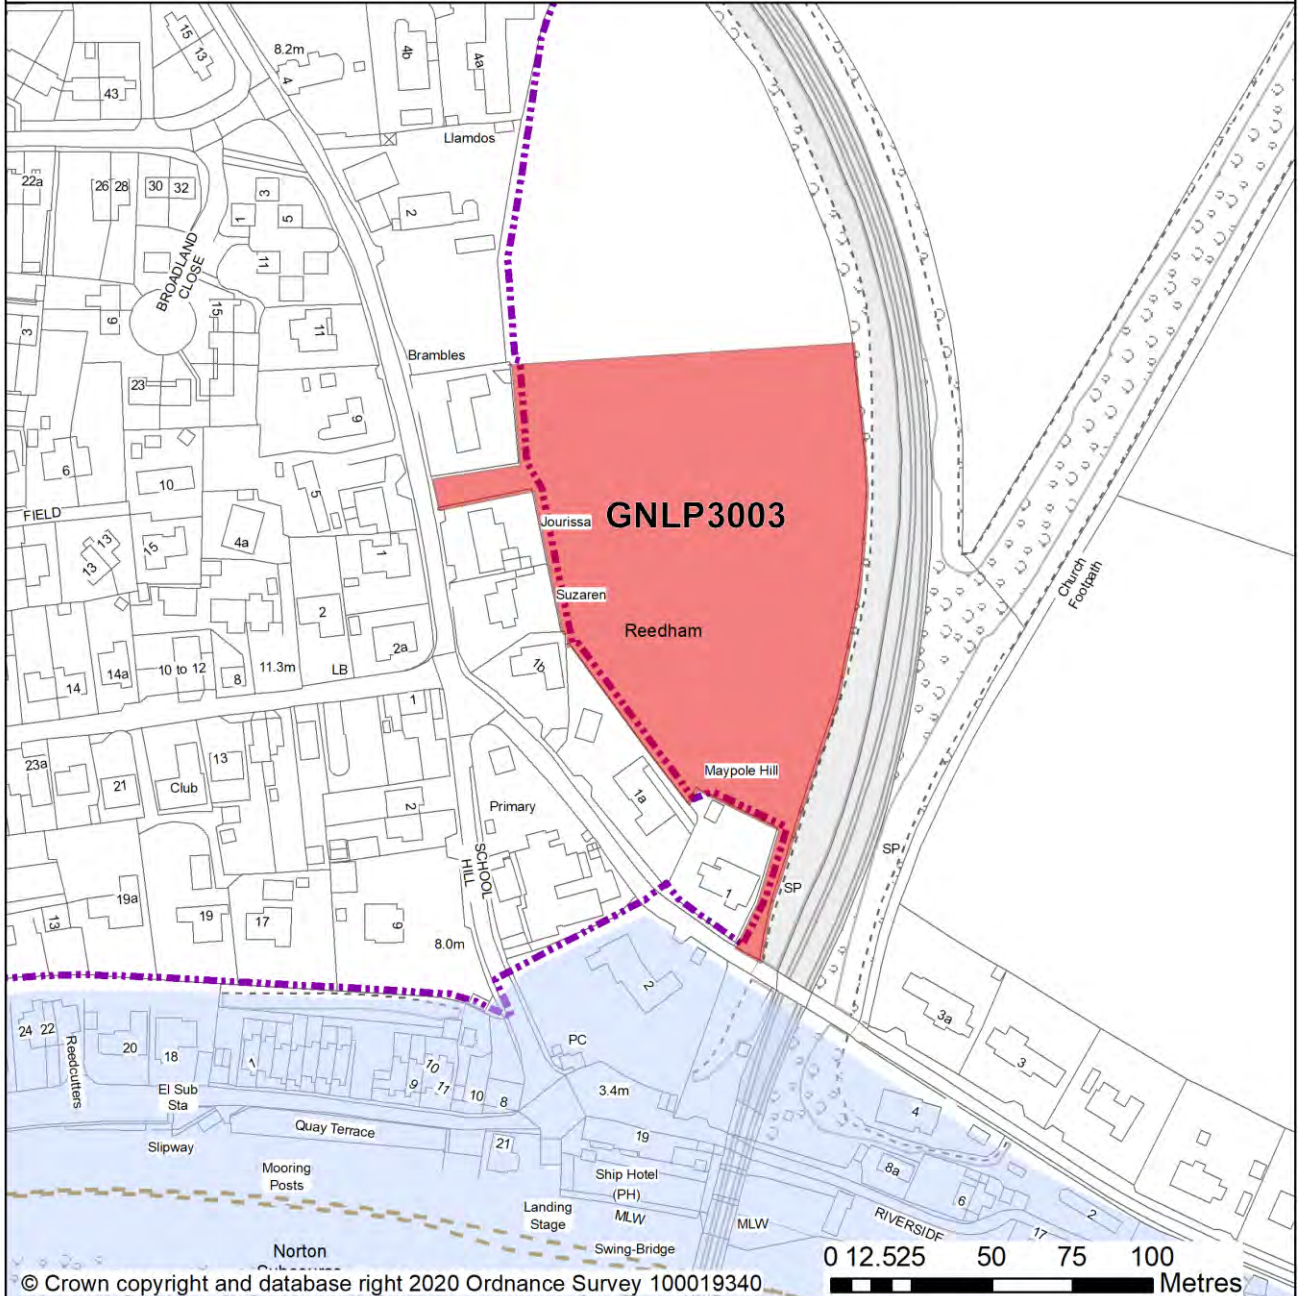 15
13
8.2m
4
4b
4a
43
Llamdos
22a
26 28
30 32
3
1
5
2
11
BROADLAND
CLOSE
15
9
3
11
Brambles
23
9
6
10
5
FIELD
Jourissa
GNLP3003
4a
15
13
13
1
Church
Footpath
Suzaren
2
Reedham
2a
10 to 12
11.3m
LB
1b
14a
8
14
1
23a
13
21
Club
Maypole Hill
1a
2
Primary
SCHOOL
HILL
SP
1
SP
19a
13
19
17
9
8.0m
2
3a
3
24 22
20
18
Reedcutters
1
PC
10
9
11
10
8
3.4m
El Sub
Sta
4
Quay Terrace
19
Slipway
21
8a
Mooring
Posts
Ship Hotel
(PH)
6
2
17
RIVERSIDE
Landing
Stage
MLW
MLW
Swing-Bridge
Norton
0 12.525 50 75 100
Metres
© Crown copyright and database right 2020 Ordnance Survey 100019340